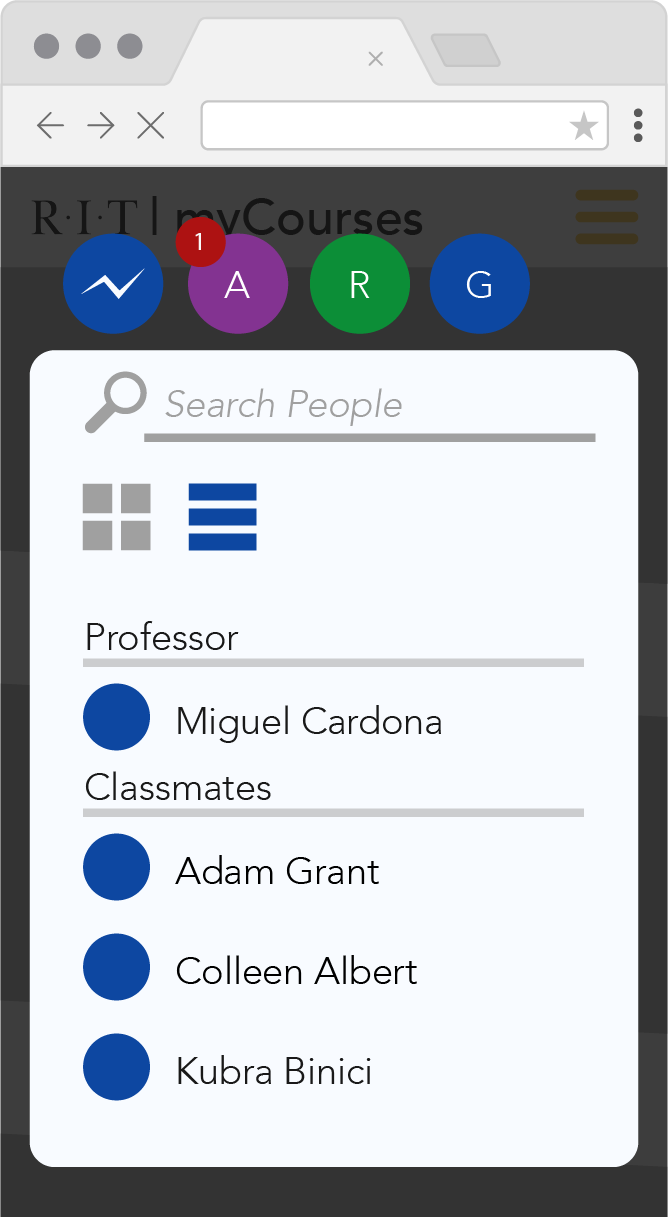 R·I·T | myCourses
1
A R G
Search People
Professor
Miguel Cardona
Classmates
Adam Grant
Colleen Albert
Kubra Binici